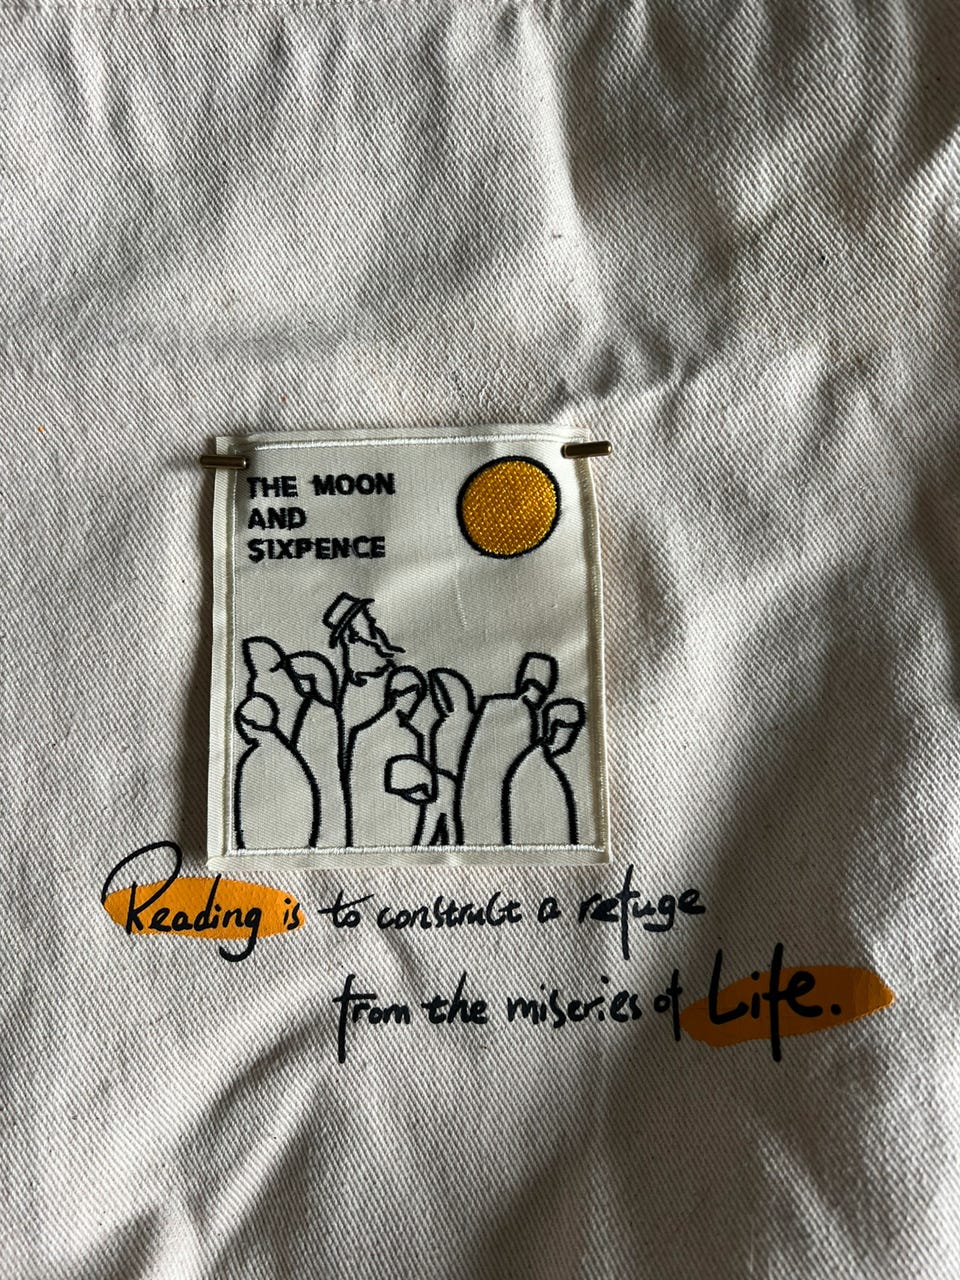 THE MOON
AND
SIXPENCE
Reading is to construct a refuge
from the miseries of Life.